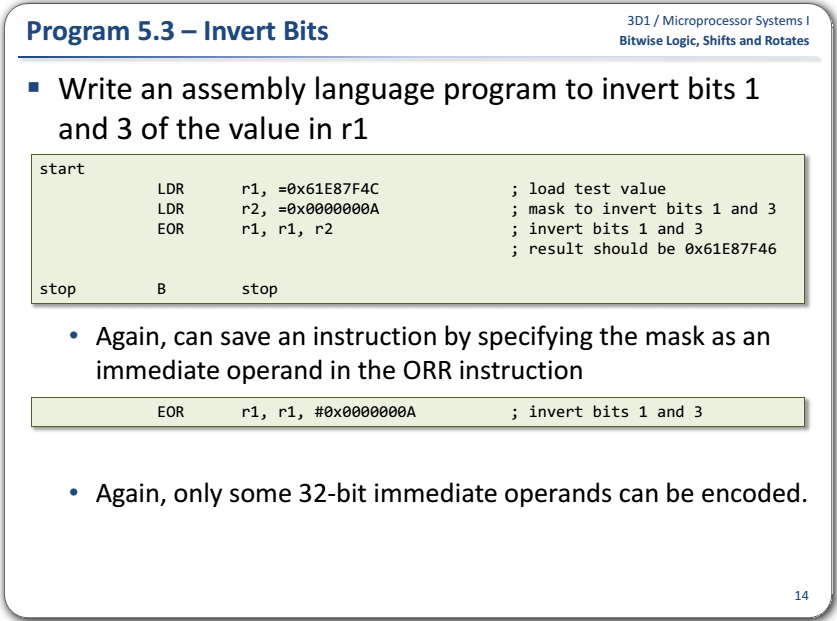 Program 5.3 – Invert Bits
3D1 / Microprocessor Systems I
Bitwise Logic, Shifts and Rotates
▪ Write an assembly language program to invert bits 1
and 3 of the value in r1
start
LDR r1, =0x61E87F4C ; load test value
LDR r2, =0x0000000A ; mask to invert bits 1 and 3
EOR r1, r1, r2 ; invert bits 1 and 3
; result should be 0x61E87F46
stop B stop
• Again, can save an instruction by specifying the mask as an
immediate operand in the ORR instruction
EOR r1, r1, #0x0000000A ; invert bits 1 and 3
• Again, only some 32-bit immediate operands can be encoded.
14